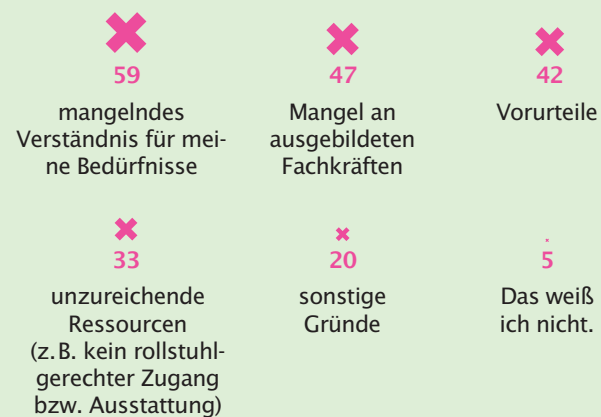 59
mangelndes
Verständnis für mei-
ne Bedürfnisse
47
Mangel an
ausgebildeten
Fachkräften
42
Vorurteile
33
unzureichende
Ressourcen
(z. B. kein rollstuhl-
gerechter Zugang
bzw. Ausstattung)
20
sonstige
Gründe
5
Das weiß
ich nicht.